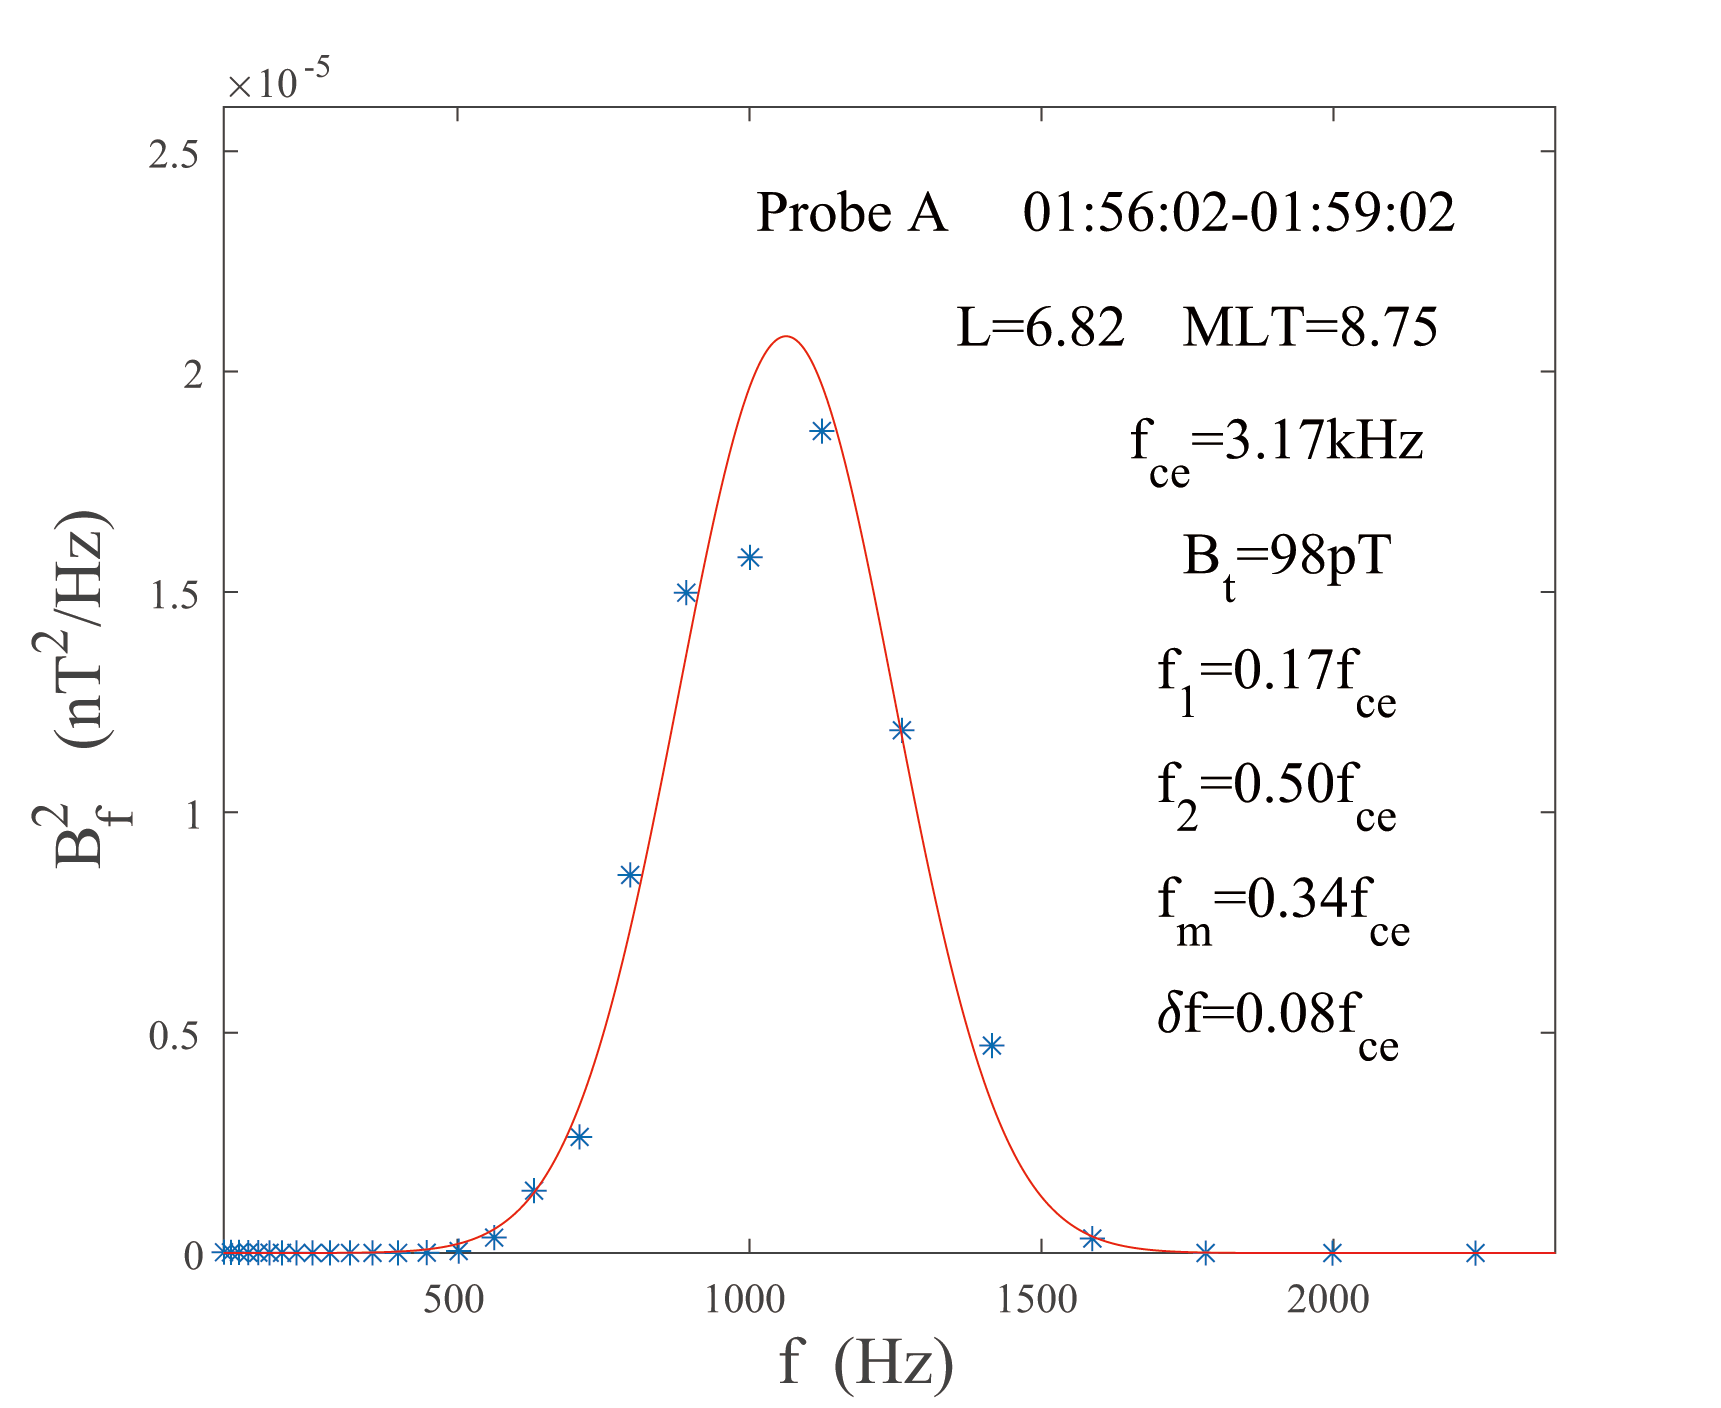 ×10^-5
2.5
2
1.5
1
0.5
0
500 1000 1500 2000
f (Hz)
B_f^2 (nT^2/Hz)
Probe A 01:56:02-01:59:02
L=6.82 MLT=8.75
f_ce=3.17kHz
B_t=98pT
f_1=0.17f_ce
f_2=0.50f_ce
f_m=0.34f_ce
δf=0.08f_ce